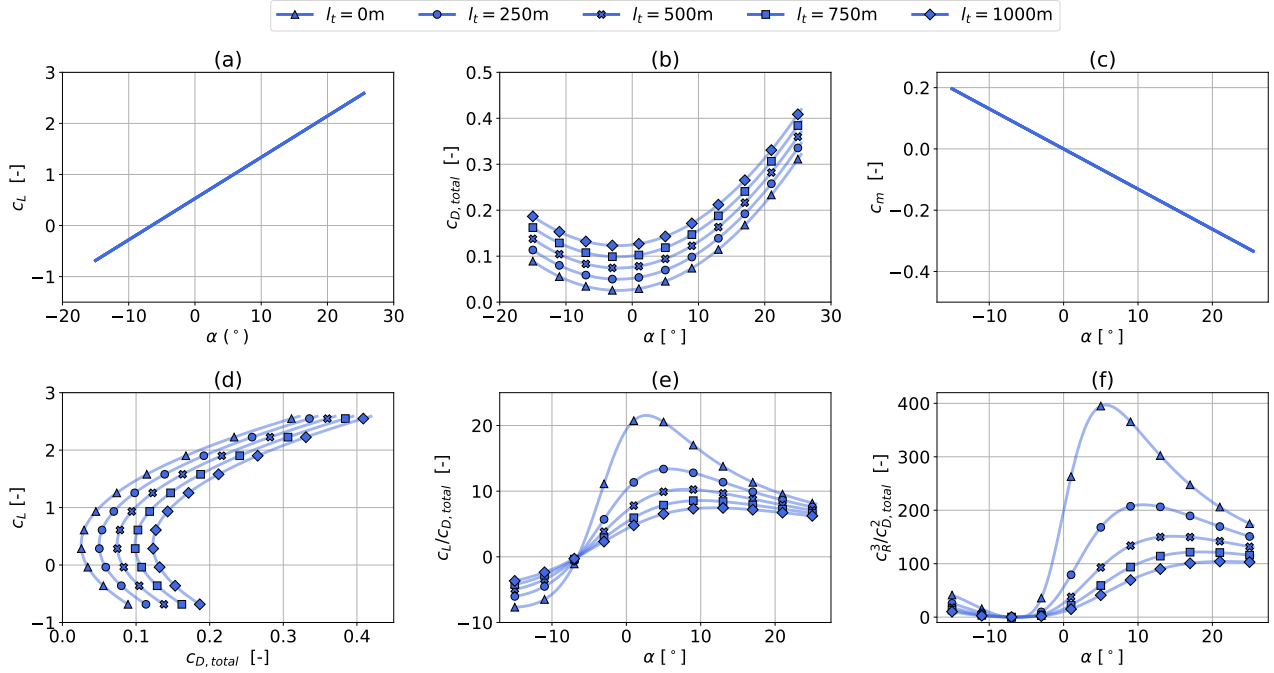 l_t = 0m l_t = 250m l_t = 500m l_t = 750m l_t = 1000m
(a) (b) (c)
3
2
1
0
−1
c_L [-]
−20 −10 0 10 20 30
α (°)
0.5
0.4
0.3
0.2
0.1
0.0
c_{D,total} [-]
−20 −10 0 10 20 30
α [°]
0.2
0.0
−0.2
−0.4
c_m [-]
−10 0 10 20
α [°]
(d) (e) (f)
3
2
1
0
−1
c_L [-]
0.0 0.1 0.2 0.3 0.4
c_{D,total} [-]
20
10
0
−10
c_L/c_{D,total} [-]
−10 0 10 20
α [°]
400
300
200
100
0
c_R^3/c_{D,total}^2 [-]
−10 0 10 20
α [°]